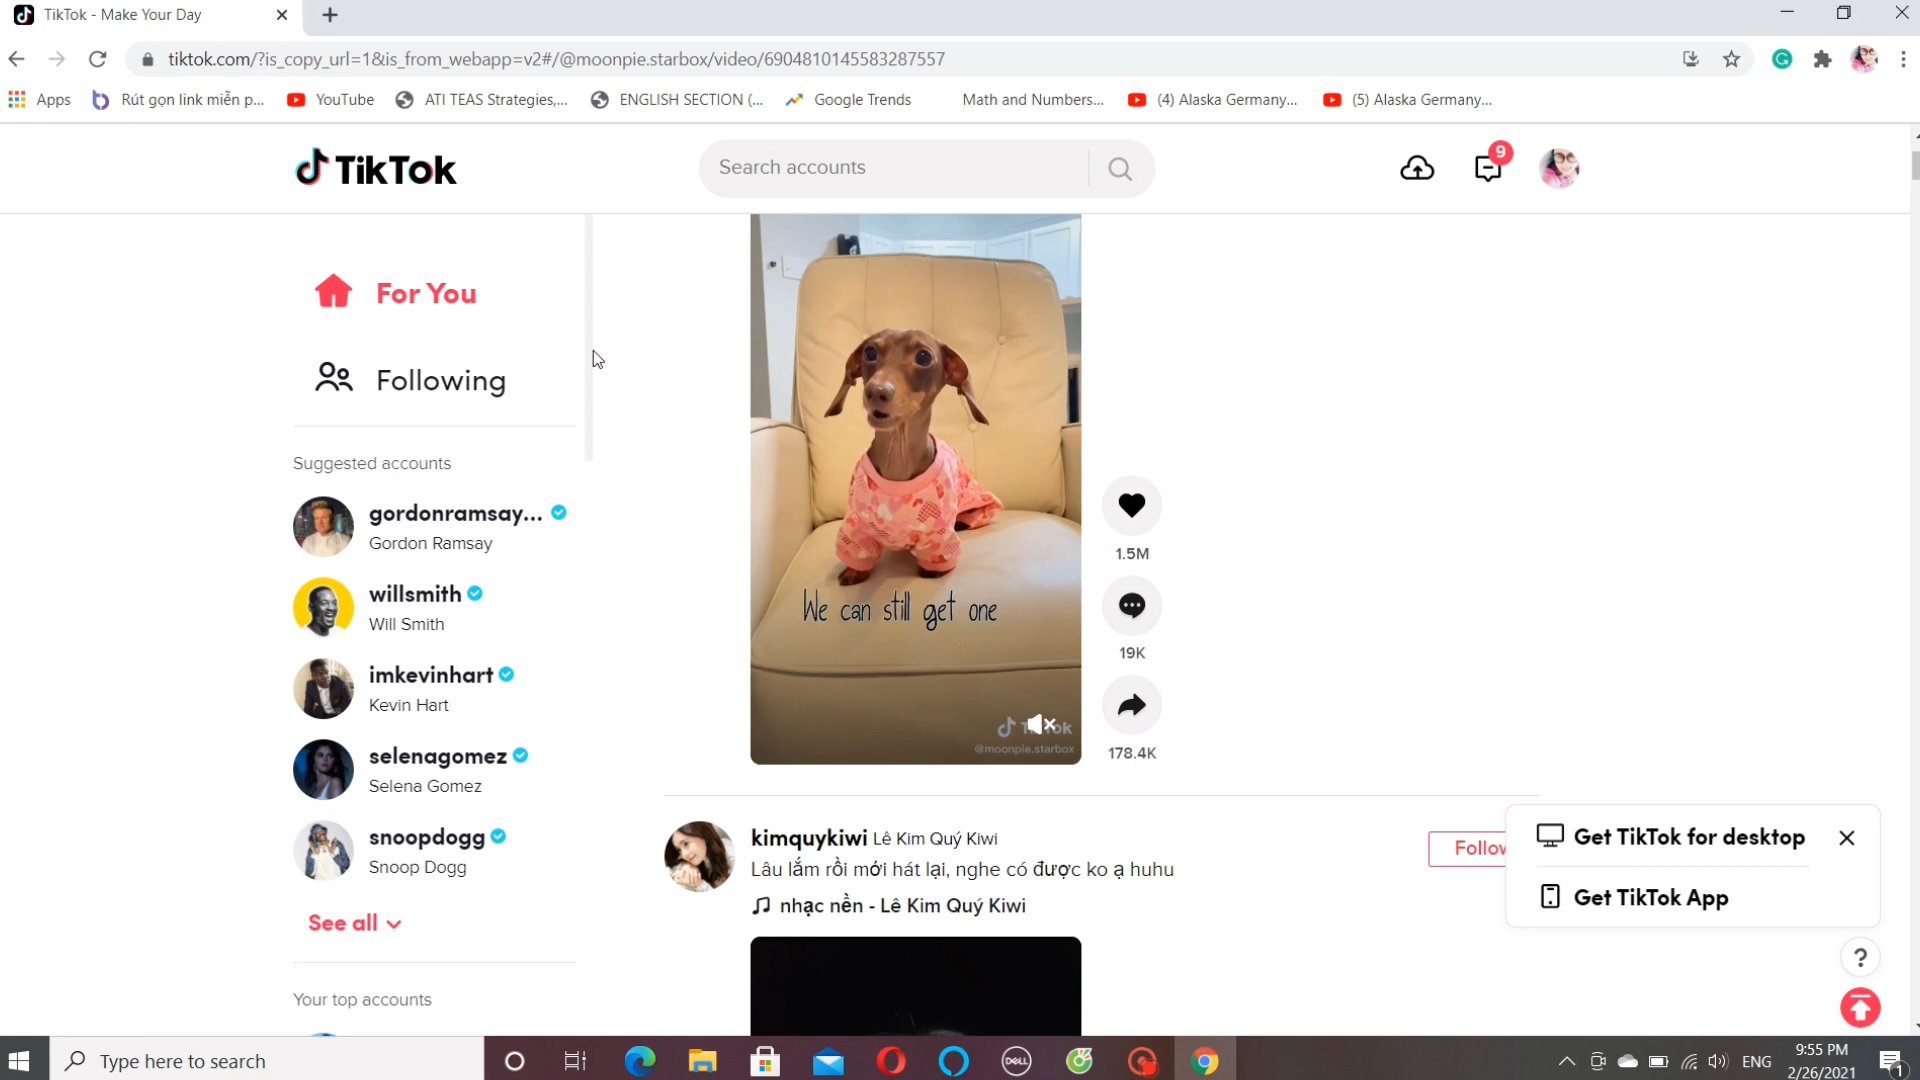 TikTok - Make Your Day
tiktok.com/?is_copy_url=1&is_from_webapp=v2#/@moonpie.starbox/video/6904810145583287557
Apps
Rút gọn link miễn p...
YouTube
ATI TEAS Strategies,...
ENGLISH SECTION (...
Google Trends
Math and Numbers...
(4) Alaska Germany...
(5) Alaska Germany...
TikTok
Search accounts
9
For You
Following
Suggested accounts
gordonramsay...
Gordon Ramsay
willsmith
Will Smith
imkevinhart
Kevin Hart
selenagomez
Selena Gomez
snoopdogg
Snoop Dogg
See all
Your top accounts
We can still get one
TikTok
@moonpie.starbox
1.5M
19K
178.4K
kimquykiwi Lê Kim Quý Kiwi
Lâu lắm rồi mới hát lại, nghe có được ko ạ huhu
nhạc nền - Lê Kim Quý Kiwi
Follow
Get TikTok for desktop
Get TikTok App
?
Type here to search
DELL
ENG
9:55 PM
2/26/2021
1